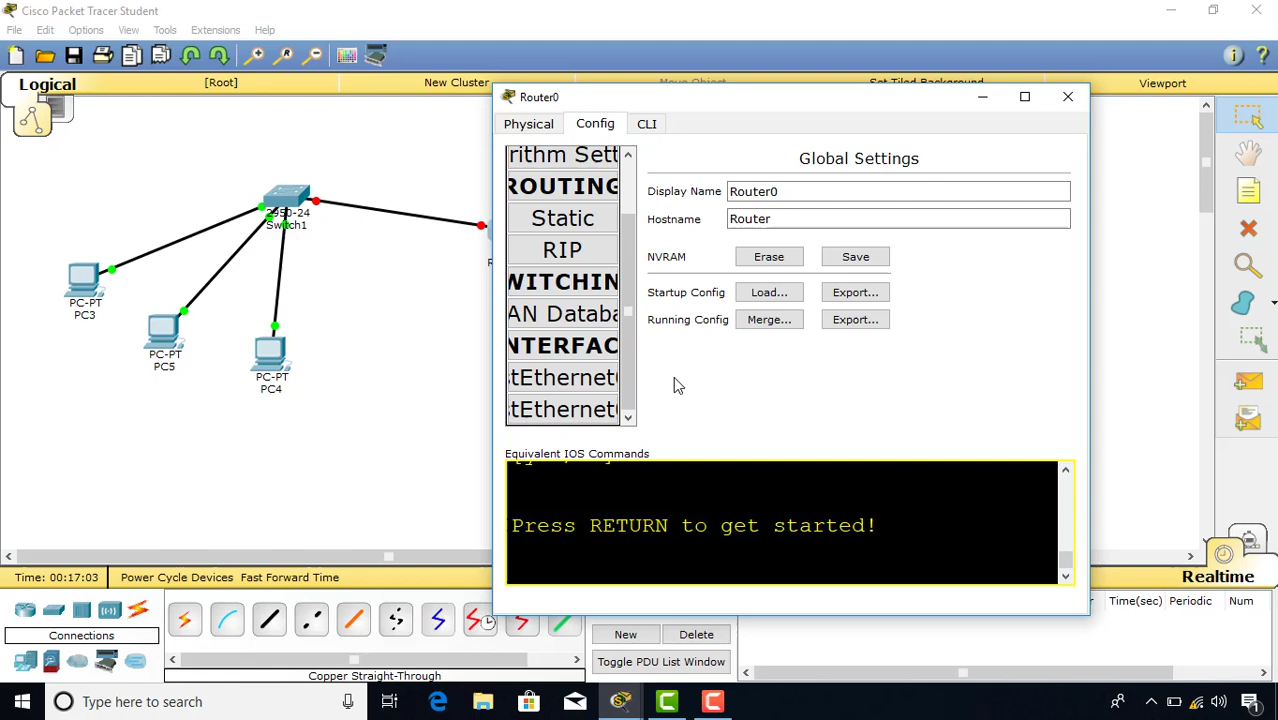 Cisco Packet Tracer Student
File Edit Options View Tools Extensions Help
Logical
[Root]
New Cluster
Move Object
Set Tiled Background
Viewport
2950-24
Switch1
PC-PT
PC3
PC-PT
PC5
PC-PT
PC4
R
Router0
Physical Config CLI
rithm Sett
ROUTING
Static
RIP
WITCHIN
AN Databa
NTERFAC
stEthernet0
stEthernet0
Global Settings
Display Name Router0
Hostname Router
NVRAM Erase Save
Startup Config Load... Export...
Running Config Merge... Export...
Equivalent IOS Commands
Press RETURN to get started!
Time: 00:17:03 Power Cycle Devices Fast Forward Time
Realtime
Connections
Copper Straight-Through
New Delete
Toggle PDU List Window
r Time(sec) Periodic Num
Type here to search
1